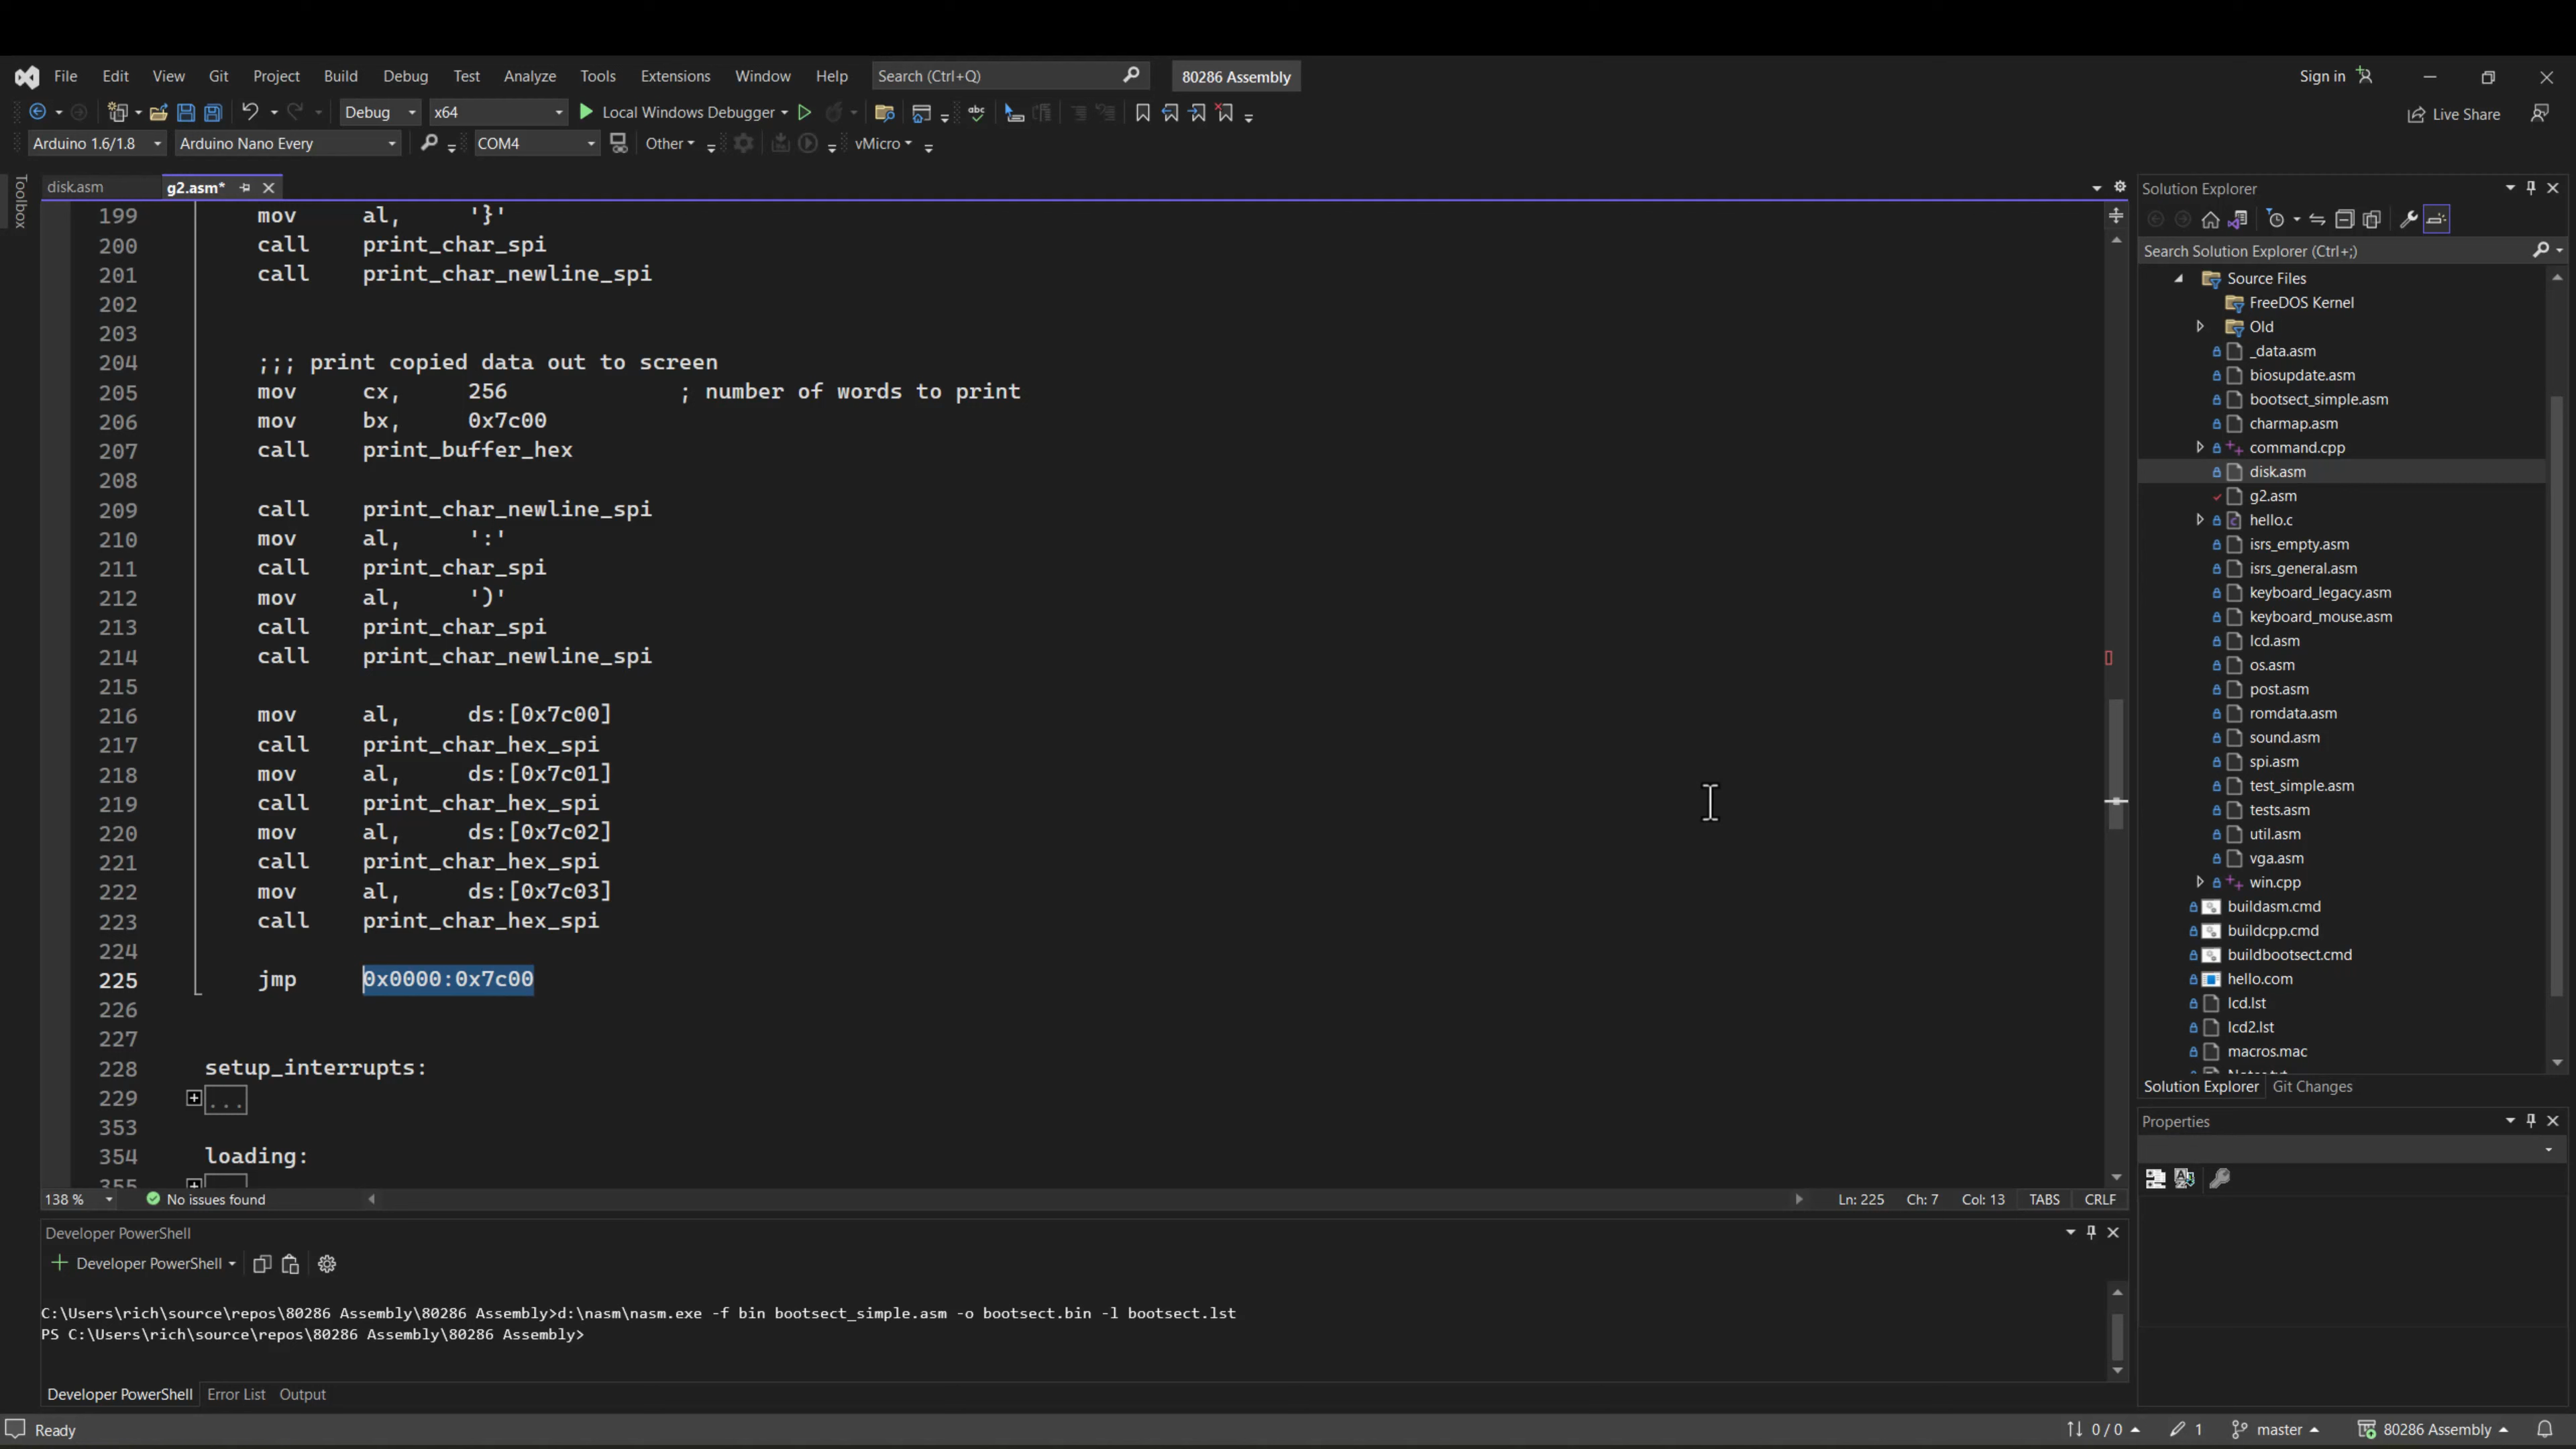 File Edit View Git Project Build Debug Test Analyze Tools Extensions Window Help Search (Ctrl+Q) 80286 Assembly Sign in
Debug x64 Local Windows Debugger Live Share
Arduino 1.6/1.8 Arduino Nano Every COM4 Other vMicro
Toolbox
disk.asm g2.asm*
199 mov al, '}'
200 call print_char_spi
201 call print_char_newline_spi
202
203
204 ;;; print copied data out to screen
205 mov cx, 256 ; number of words to print
206 mov bx, 0x7c00
207 call print_buffer_hex
208
209 call print_char_newline_spi
210 mov al, ':'
211 call print_char_spi
212 mov al, ')'
213 call print_char_spi
214 call print_char_newline_spi
215
216 mov al, ds:[0x7c00]
217 call print_char_hex_spi
218 mov al, ds:[0x7c01]
219 call print_char_hex_spi
220 mov al, ds:[0x7c02]
221 call print_char_hex_spi
222 mov al, ds:[0x7c03]
223 call print_char_hex_spi
224
225 jmp 0x0000:0x7c00
226
227
228 setup_interrupts:
229 ...
353
354 loading:
355
138 % No issues found Ln: 225 Ch: 7 Col: 13 TABS CRLF
Developer PowerShell
Developer PowerShell
C:\Users\rich\source\repos\80286 Assembly\80286 Assembly>d:\nasm\nasm.exe -f bin bootsect_simple.asm -o bootsect.bin -l bootsect.lst
PS C:\Users\rich\source\repos\80286 Assembly\80286 Assembly>
Developer PowerShell Error List Output
Solution Explorer
Search Solution Explorer (Ctrl+;)
Source Files
FreeDOS Kernel
Old
_data.asm
biosupdate.asm
bootsect_simple.asm
charmap.asm
command.cpp
disk.asm
g2.asm
hello.c
isrs_empty.asm
isrs_general.asm
keyboard_legacy.asm
keyboard_mouse.asm
lcd.asm
os.asm
post.asm
romdata.asm
sound.asm
spi.asm
test_simple.asm
tests.asm
util.asm
vga.asm
win.cpp
buildasm.cmd
buildcpp.cmd
buildbootsect.cmd
hello.com
lcd.lst
lcd2.lst
macros.mac
Solution Explorer Git Changes
Properties
Ready 0 / 0 1 master 80286 Assembly